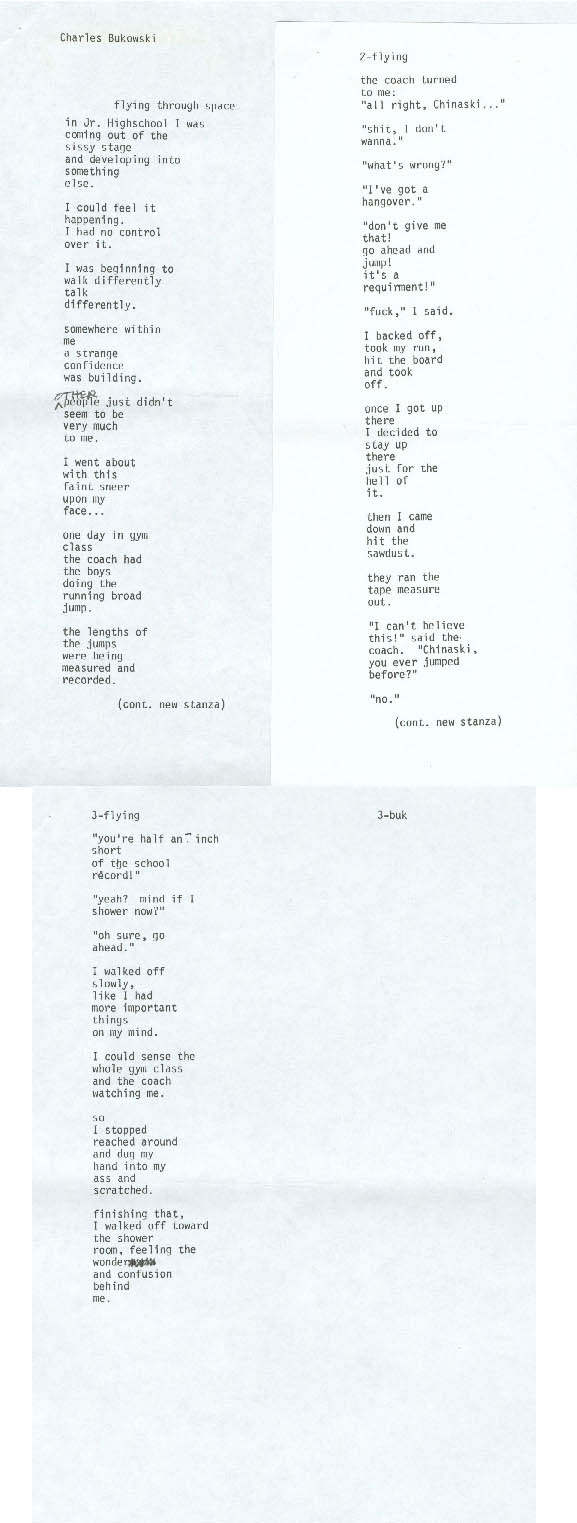 Charles Bukowski
flying through space
in Jr. Highschool I was
coming out of the
sissy stage
and developing into
something
else.
I could feel it
happening.
I had no control
over it.
I was beginning to
walk differently
talk
differently.
somewhere within
me
a strange
confidence
was building.
OTHER
people just didn't
seem to be
very much
to me.
I went about
with this
faint sneer
upon my
face...
one day in gym
class
the coach had
the boys
doing the
running broad
jump.
the lengths of
the jumps
were being
measured and
recorded.
(cont. new stanza)
2-flying
the coach turned
to me:
"all right, Chinaski..."
"shit, I don't
wanna."
"what's wrong?"
"I've got a
hangover."
"don't give me
that!
go ahead and
jump!
it's a
requirment!"
"fuck," I said.
I backed off,
took my run,
hit the board
and took
off.
once I got up
there
I decided to
stay up
there
just for the
hell of
it.
then I came
down and
hit the
sawdust.
they ran the
tape measure
out.
"I can't believe
this!" said the
coach. "Chinaski,
you ever jumped
before?"
"no."
(cont. new stanza)
3-flying
3-buk
"you're half an inch
short
of the school
record!"
"yeah? mind if I
shower now?"
"oh sure, go
ahead."
I walked off
slowly,
like I had
more important
things
on my mind.
I could sense the
whole gym class
and the coach
watching me.
so
I stopped
reached around
and dug my
hand into my
ass and
scratched.
finishing that,
I walked off toward
the shower
room, feeling the
wonder
and confusion
behind
me.